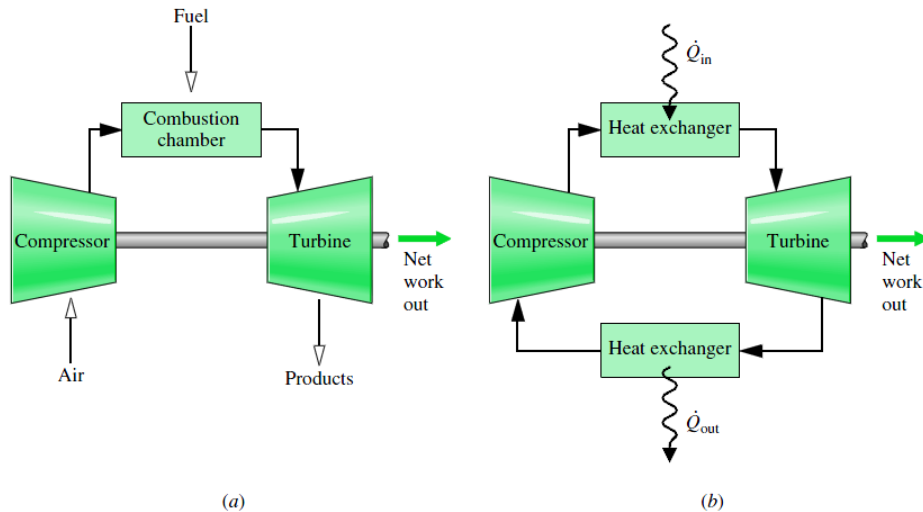 Fuel
Combustion
chamber
Compressor
Turbine
Net
work
out
Air
Products
(a)
Q̇in
Heat exchanger
Compressor
Turbine
Net
work
out
Heat exchanger
Q̇out
(b)